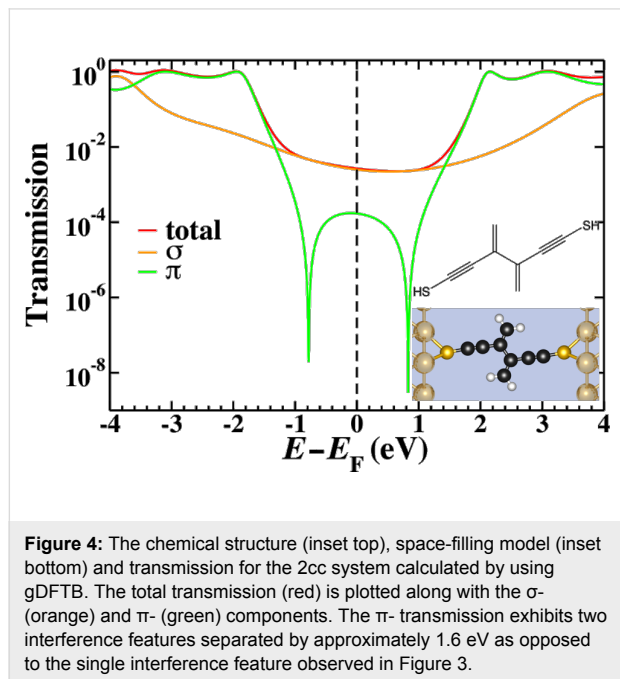 10⁰
10⁻²
10⁻⁴
10⁻⁶
10⁻⁸
Transmission
total
σ
π
SH
HS
-4 -3 -2 -1 0 1 2 3 4
E−E_F (eV)
Figure 4: The chemical structure (inset top), space-filling model (inset
bottom) and transmission for the 2cc system calculated by using
gDFTB. The total transmission (red) is plotted along with the σ-
(orange) and π- (green) components. The π- transmission exhibits two
interference features separated by approximately 1.6 eV as opposed
to the single interference feature observed in Figure 3.